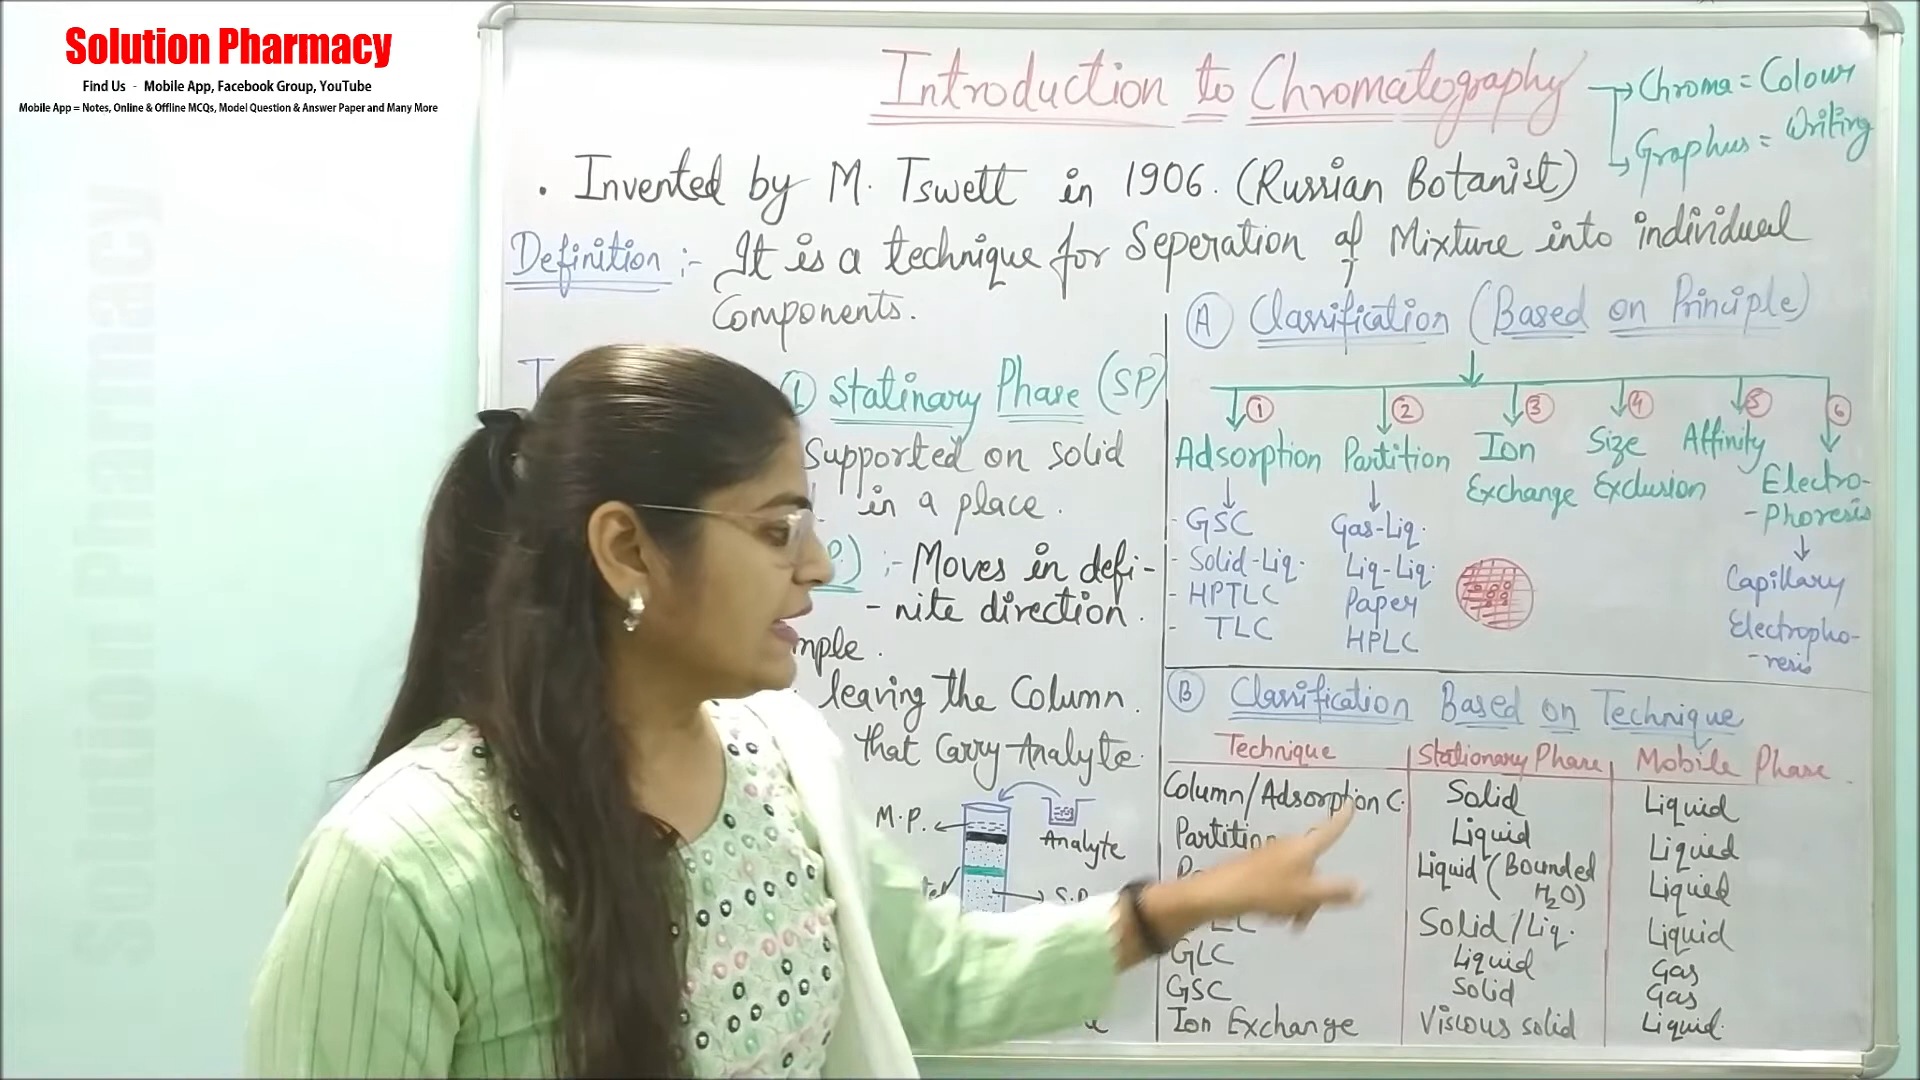 Solution Pharmacy
Find Us - Mobile App, Facebook Group, YouTube
Mobile App = Notes, Online & Offline MCQs, Model Question & Answer Paper and Many More
Solution Pharmacy
Introduction to Chromatography
Chroma = Colour
Graphus = Writing
. Invented by M. Tswett in 1906. (Russian Botanist)
Definition :- It is a technique for Seperation of Mixture into individual
Components.
① Statinary Phase (SP)
Supported on solid
in a place.
:- Moves in defi-
-nite direction.
leaving the Column.
that Carry Analyte.
M.P.
Analyte
S.P.
Ⓐ Classification (Based on Principle)
① Adsorption
- GSC
- Solid-Liq.
- HPTLC
- TLC
② Partition
Gas-Liq.
Liq-Liq.
Paper
HPLC
③ Ion
Exchange
④ Size
Exclusion
⑤ Affinity
⑥ Electro-
-Phoresis
Capillary
Electropho-
-resis
Ⓑ Classification Based on Technique
Technique Stationary Phase Mobile Phase
Column/Adsorption C. Solid Liquid
Partition Liquid Liquid
Liquid (Bounded H₂O) Liquid
Solid/Liq. Liquid
GLC Liquid Gas
GSC Solid Gas
Ion Exchange Viscous solid Liquid.